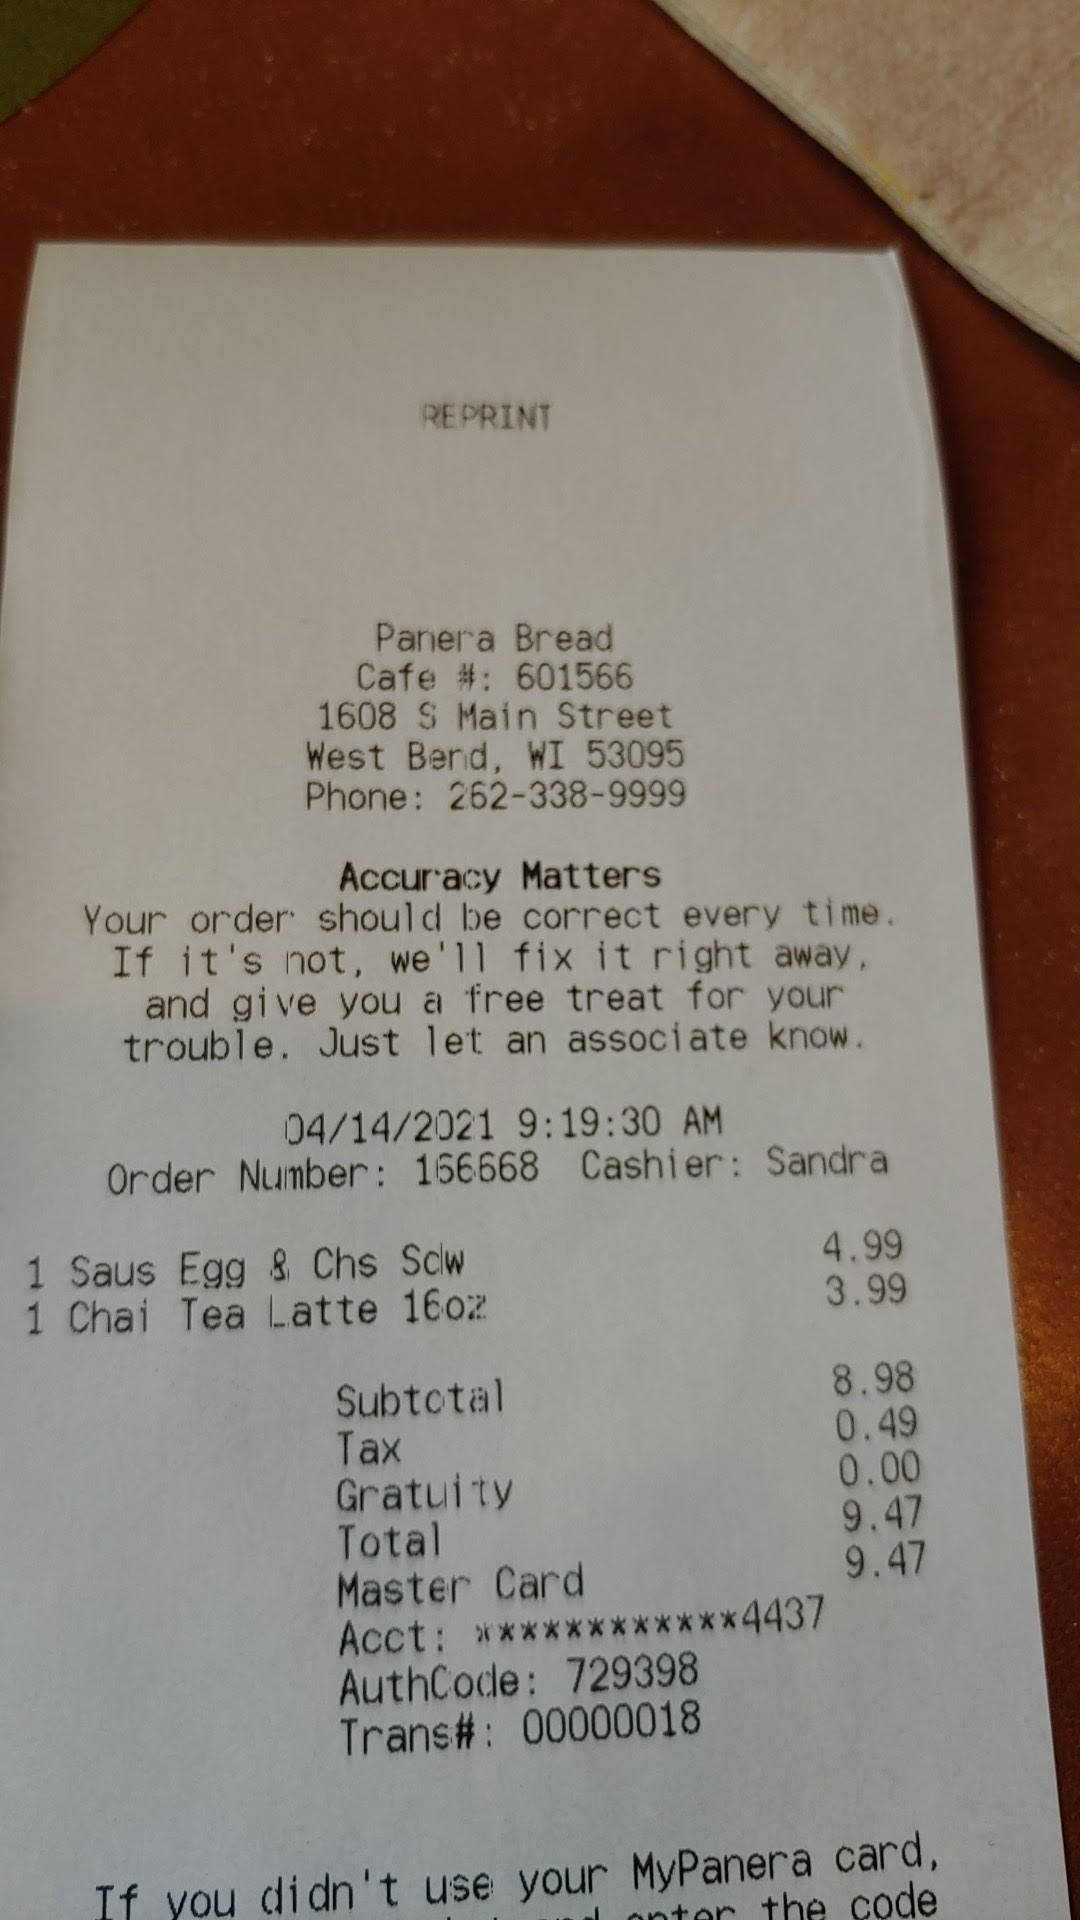 REPRINT
Panera Bread
Cafe #: 601566
1608 S Main Street
West Bend, WI 53095
Phone: 262-338-9999
Accuracy Matters
Your order should be correct every time.
If it's not, we'll fix it right away,
and give you a free treat for your
trouble. Just let an associate know.
04/14/2021 9:19:30 AM
Order Number: 166668 Cashier: Sandra
1 Saus Egg & Chs Sdw 4.99
1 Chai Tea Latte 16oz 3.99
Subtotal 8.98
Tax 0.49
Gratuity 0.00
Total 9.47
Master Card 9.47
Acct: ************4437
AuthCode: 729398
Trans#: 00000018
If you didn't use your MyPanera card,
and enter the code